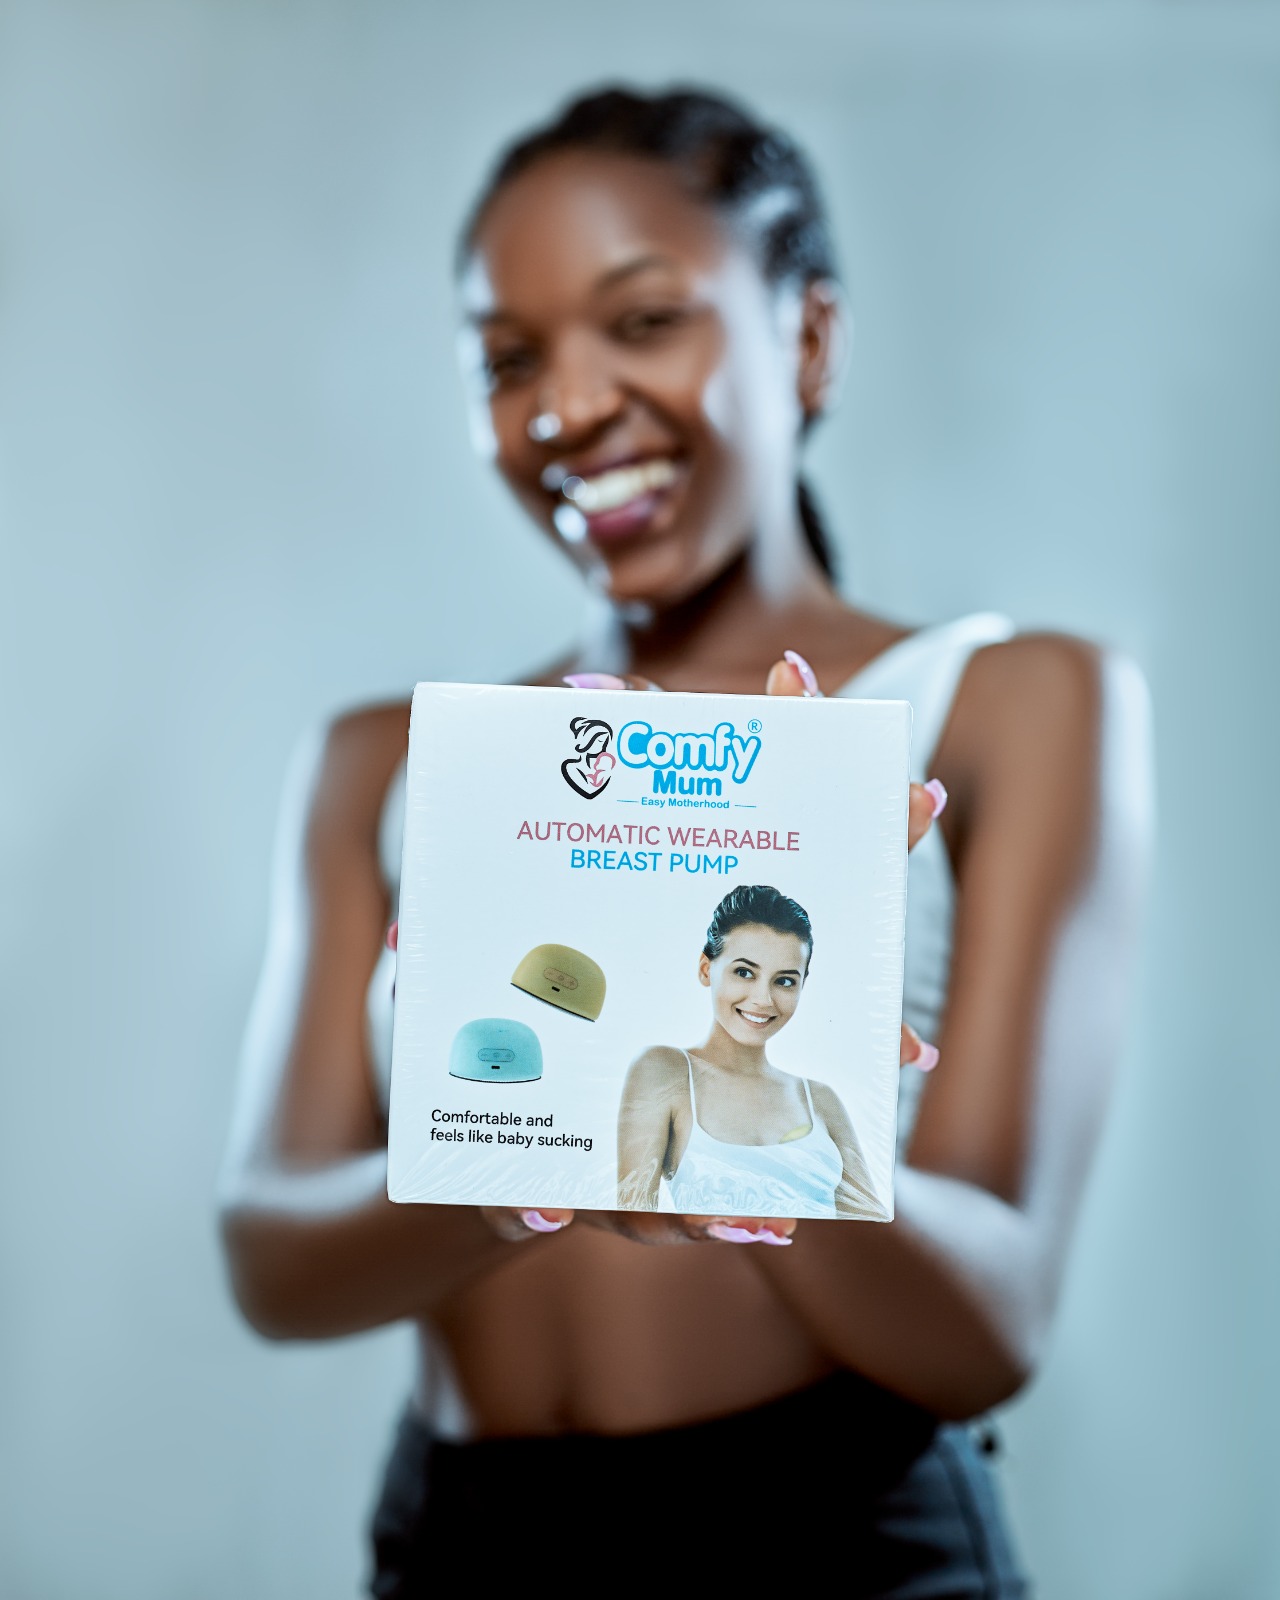 Comfy®
Mum
Easy Motherhood
AUTOMATIC WEARABLE
BREAST PUMP
Comfortable and
feels like baby sucking